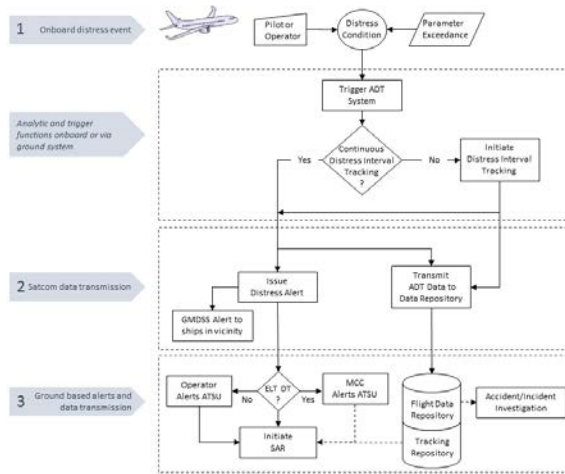 1 Onboard distress event
Pilot or
Operator
Distress
Condition
Parameter
Exceedance
Trigger ADT
System
Analytic and trigger
functions onboard or via
ground system
Continuous
Distress Interval
Tracking
?
Yes
No
Initiate
Distress Interval
Tracking
2 Satcom data transmission
Issue
Distress Alert
Transmit
ADT Data to
Data Repository
GMDSS Alert to
ships in vicinity
3 Ground based alerts and
data transmission
Operator
Alerts ATSU
No
ELT DT
?
Yes
MCC
Alerts ATSU
Initiate
SAR
Flight Data
Repository
Tracking
Repository
Accident/Incident
Investigation